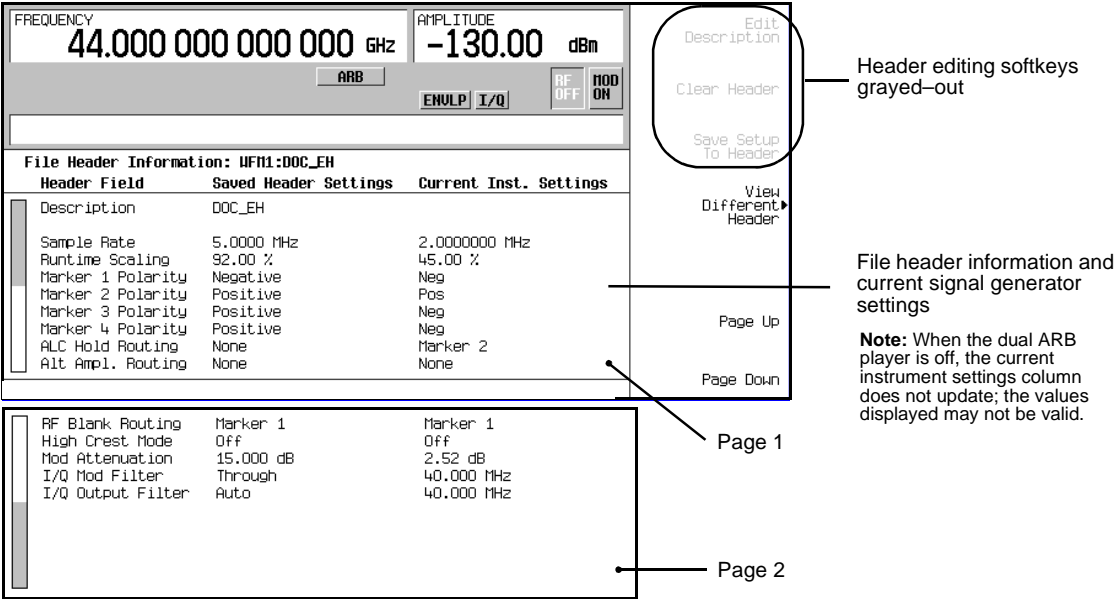 FREQUENCY
44.000 000 000 000 GHz
AMPLITUDE
-130.00 dBm
ARB
ENVLP I/Q
RF OFF
MOD ON
File Header Information: WFM1:DOC_EH
Header Field Saved Header Settings Current Inst. Settings
Description DOC_EH
Sample Rate 5.0000 MHz 2.0000000 MHz
Runtime Scaling 92.00 % 45.00 %
Marker 1 Polarity Negative Neg
Marker 2 Polarity Positive Pos
Marker 3 Polarity Positive Neg
Marker 4 Polarity Positive Neg
ALC Hold Routing None Marker 2
Alt Ampl. Routing None None
Edit
Description
Clear Header
Save Setup
To Header
View
Different
Header
Page Up
Page Down
RF Blank Routing Marker 1 Marker 1
High Crest Mode Off Off
Mod Attenuation 15.000 dB 2.52 dB
I/Q Mod Filter Through 40.000 MHz
I/Q Output Filter Auto 40.000 MHz
Header editing softkeys
grayed–out
File header information and
current signal generator
settings
Note: When the dual ARB
player is off, the current
instrument settings column
does not update; the values
displayed may not be valid.
Page 1
Page 2